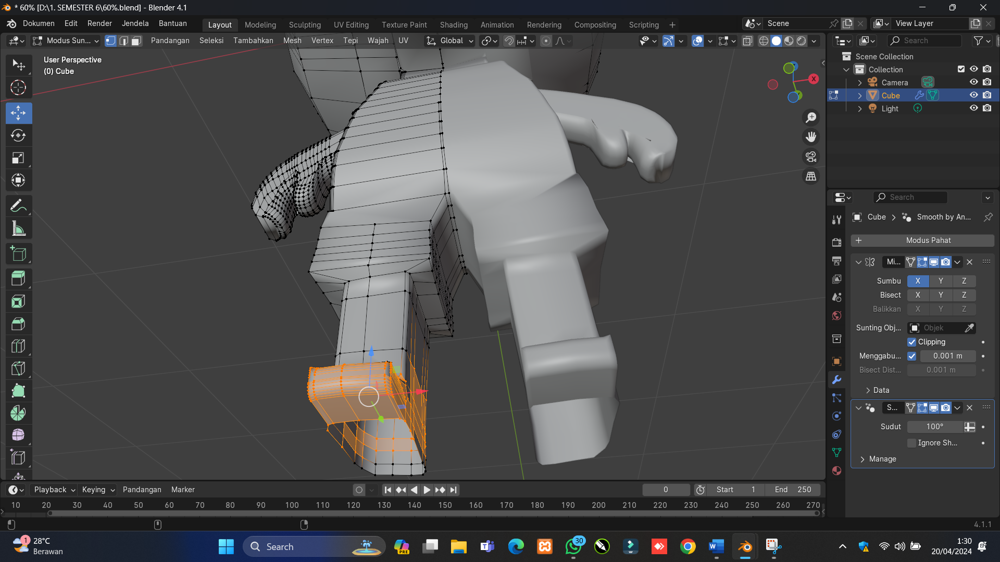 * 60% [D:\1. SEMESTER 6\60%.blend] - Blender 4.1
Dokumen Edit Render Jendela Bantuan Layout Modeling Sculpting UV Editing Texture Paint Shading Animation Rendering Compositing Scripting + Scene View Layer
Modus Sun... Pandangan Seleksi Tambahkan Mesh Vertex Tepi Wajah UV Global Search
User Perspective
(0) Cube
X
Scene Collection
Collection
Camera
Cube
Light
Search
Cube > Smooth by An...
+ Modus Pahat
Mi...
Sumbu X Y Z
Bisect X Y Z
Balikkan X Y Z
Sunting Obj... Objek
Clipping
Menggabu... 0.001 m
Bisect Dist... 0.001 m
Data
S...
Sudut 100°
Ignore Sh...
Manage
Playback Keying Pandangan Marker 0 Start 1 End 250
10 20 30 40 50 60 70 80 90 100 110 120 130 140 150 160 170 180 190 200 210 220 230 240 250 260 270
4.1.1
1 28°C
Berawan
Search
PRE
30
1:30
20/04/2024